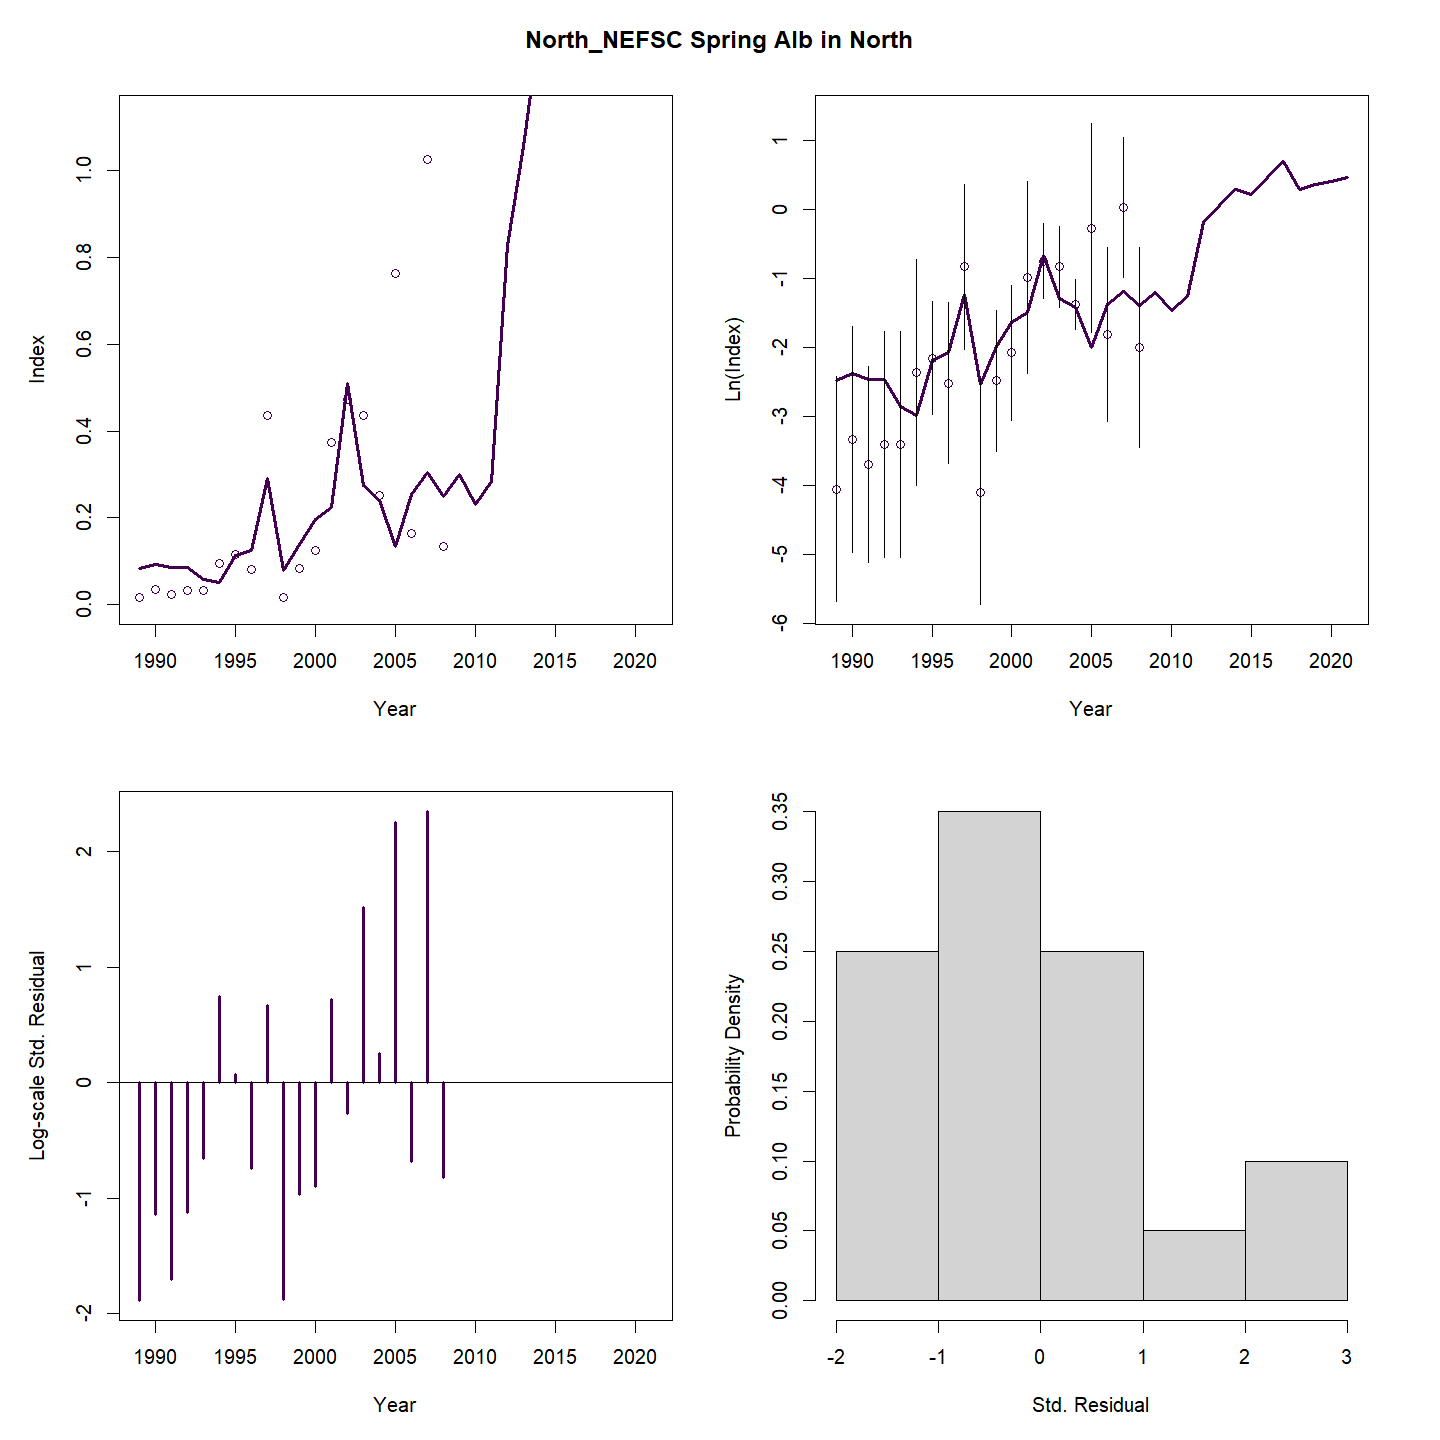 North_NEFSC Spring Alb in North
Index
0.0 0.2 0.4 0.6 0.8 1.0
1990 1995 2000 2005 2010 2015 2020
Year
Ln(Index)
-6 -5 -4 -3 -2 -1 0 1
1990 1995 2000 2005 2010 2015 2020
Year
Log-scale Std. Residual
-2 -1 0 1 2
1990 1995 2000 2005 2010 2015 2020
Year
Probability Density
0.00 0.05 0.10 0.15 0.20 0.25 0.30 0.35
-2 -1 0 1 2 3
Std. Residual